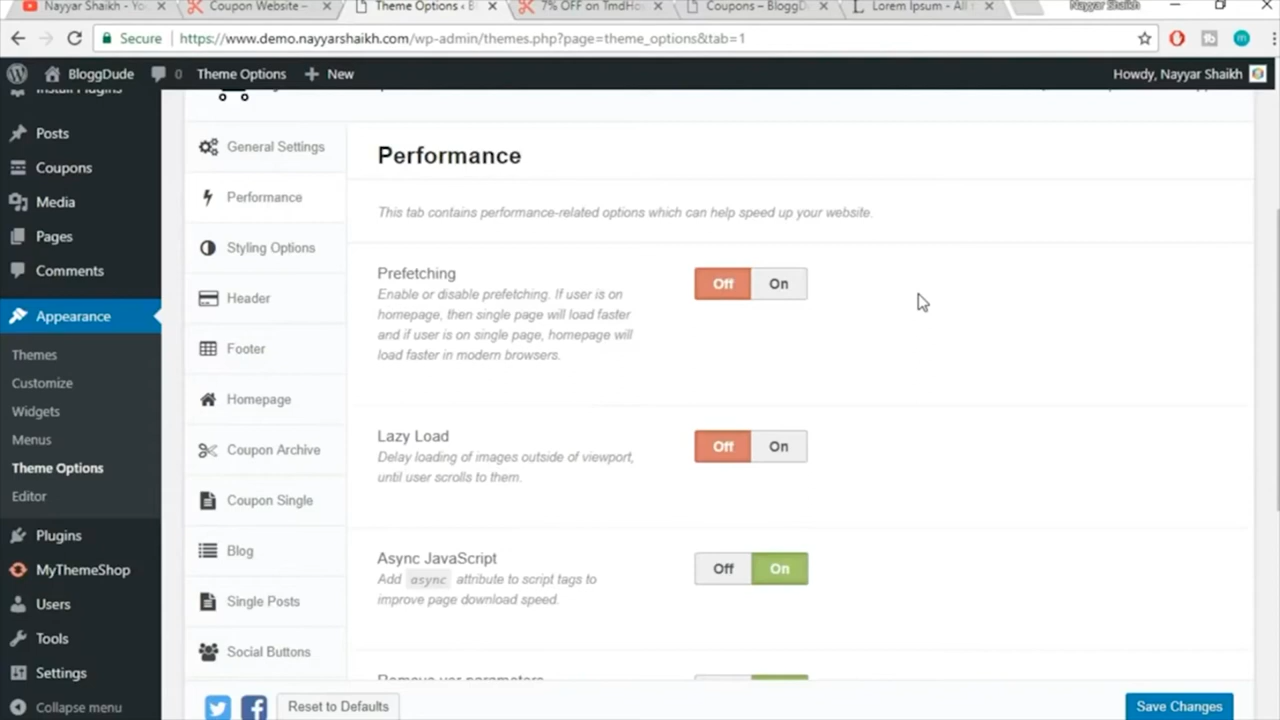 Nayyar Shaikh - Yo
Coupon Website –
Theme Options ‹ B
7% OFF on TmdHo
Coupons – BloggD
Lorem Ipsum - All
Nayyar Shaikh
Secure
https://www.demo.nayyarshaikh.com/wp-admin/themes.php?page=theme_options&tab=1
BloggDude
0
Theme Options
New
Howdy, Nayyar Shaikh
Install Plugins
Posts
Coupons
Media
Pages
Comments
Appearance
Themes
Customize
Widgets
Menus
Theme Options
Editor
Plugins
MyThemeShop
Users
Tools
Settings
Collapse menu
General Settings
Performance
Styling Options
Header
Footer
Homepage
Coupon Archive
Coupon Single
Blog
Single Posts
Social Buttons
Performance
This tab contains performance-related options which can help speed up your website.
Prefetching
Off On
Enable or disable prefetching. If user is on
homepage, then single page will load faster
and if user is on single page, homepage will
load faster in modern browsers.
Lazy Load
Off On
Delay loading of images outside of viewport,
until user scrolls to them.
Async JavaScript
Off On
Add async attribute to script tags to
improve page download speed.
Remove ver parameters
Reset to Defaults
Save Changes